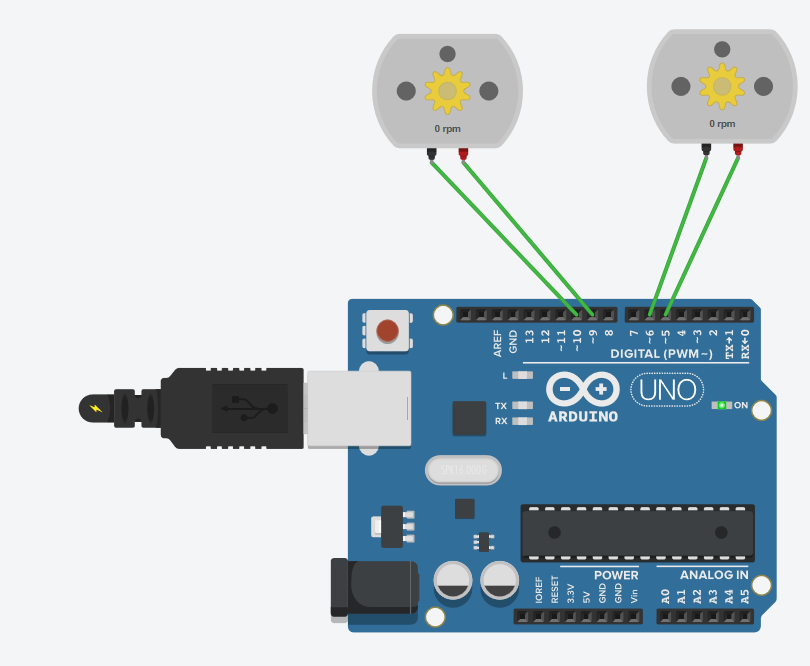 0 rpm
0 rpm
AREF
GND
13
12
~11
~10
~9
8
7
~6
~5
4
~3
2
TX→1
RX←0
DIGITAL (PWM ~)
L
TX
RX
ARDUINO
UNO
ON
POWER
ANALOG IN
IOREF
RESET
3.3V
5V
GND
GND
Vin
A0
A1
A2
A3
A4
A5